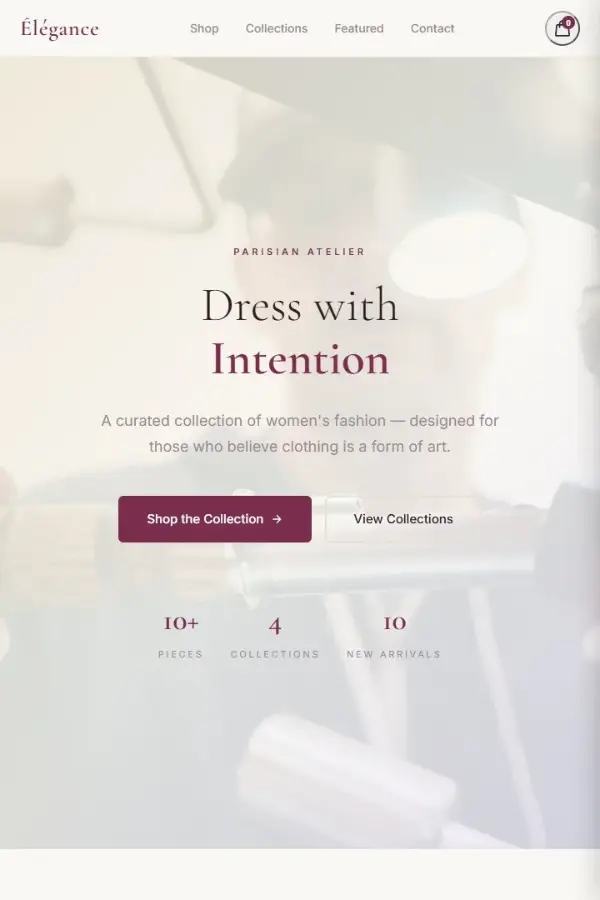 Êlégance
Shop
Collections
Featured
Contact
0
PARISIAN ATELIER
Dress with
Intention
A curated collection of women's fashion — designed for
those who believe clothing is a form of art.
Shop the Collection →
View Collections
10+
PIECES
4
COLLECTIONS
10
NEW ARRIVALS